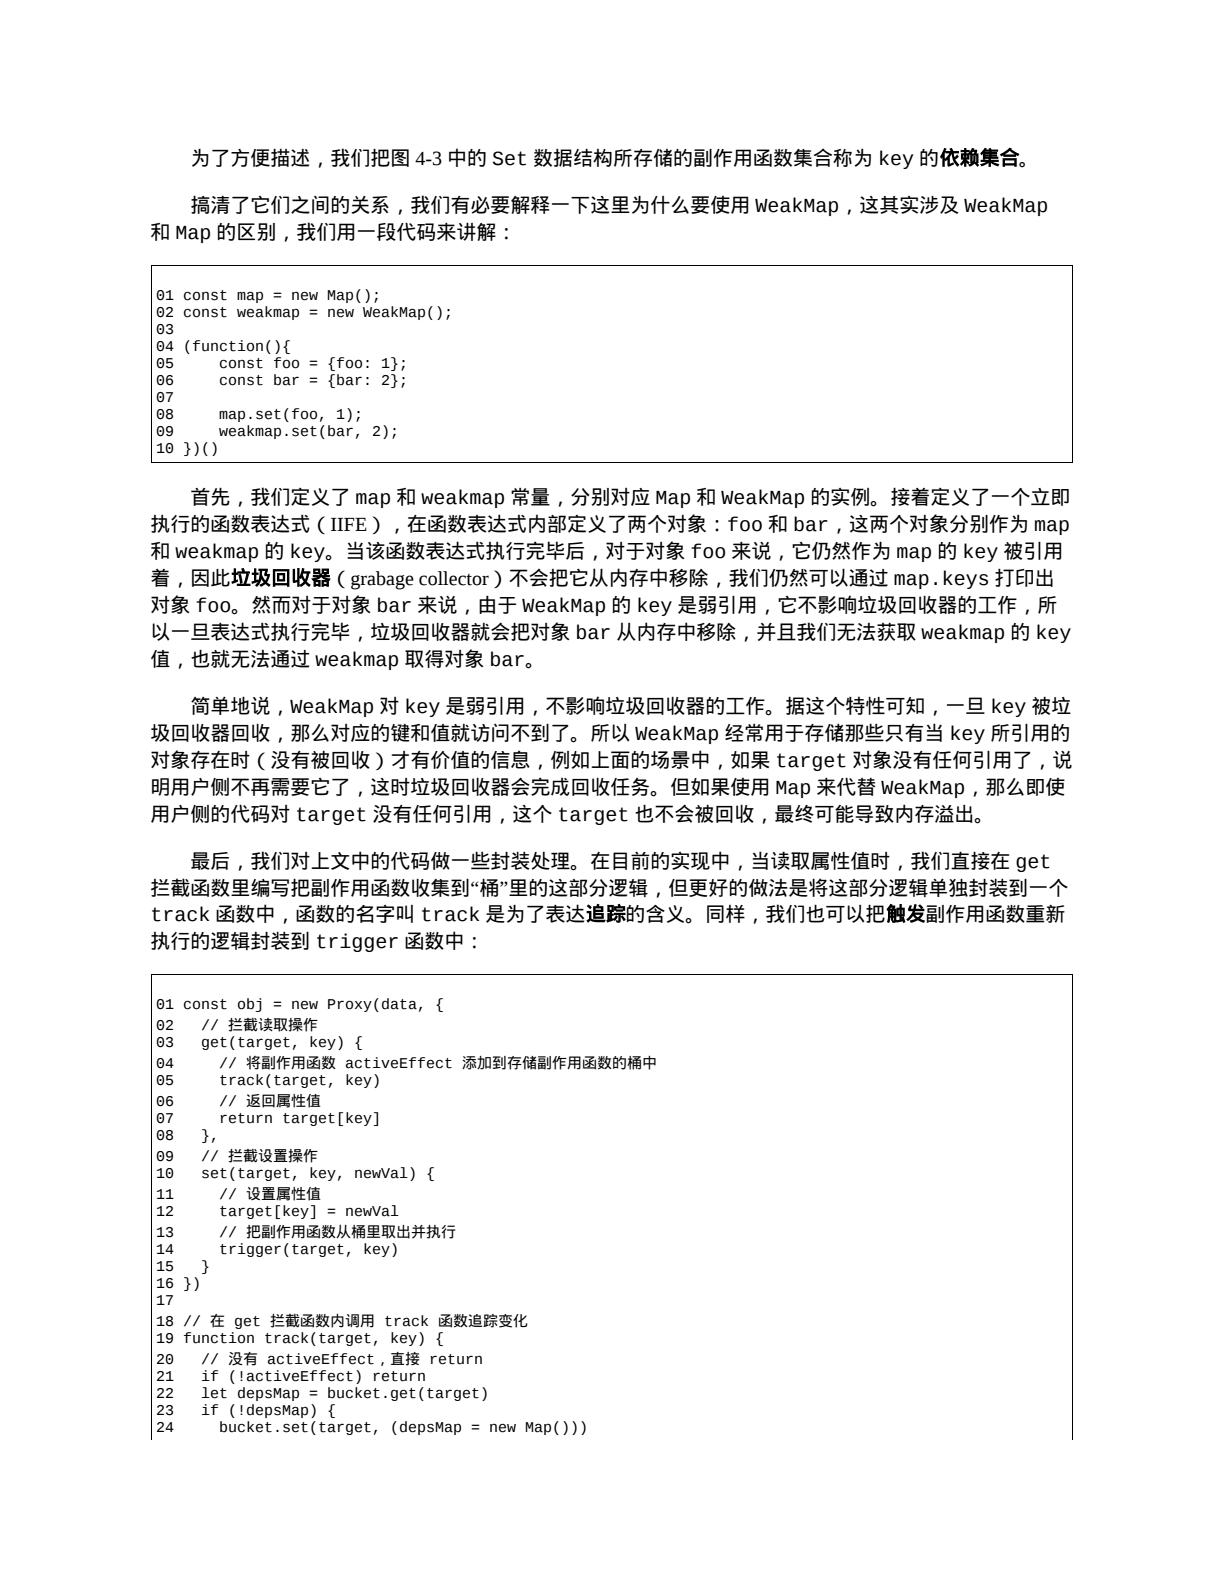 为了方便描述，我们把图 4-3 中的 Set 数据结构所存储的副作用函数集合称为 key 的依赖集合。
搞清了它们之间的关系，我们有必要解释一下这里为什么要使用 WeakMap，这其实涉及 WeakMap
和 Map 的区别，我们用一段代码来讲解：
01 const map = new Map();
02 const weakmap = new WeakMap();
03
04 (function(){
05     const foo = {foo: 1};
06     const bar = {bar: 2};
07
08     map.set(foo, 1);
09     weakmap.set(bar, 2);
10 })()
首先，我们定义了 map 和 weakmap 常量，分别对应 Map 和 WeakMap 的实例。接着定义了一个立即
执行的函数表达式（IIFE），在函数表达式内部定义了两个对象：foo 和 bar，这两个对象分别作为 map
和 weakmap 的 key。当该函数表达式执行完毕后，对于对象 foo 来说，它仍然作为 map 的 key 被引用
着，因此垃圾回收器（grabage collector）不会把它从内存中移除，我们仍然可以通过 map.keys 打印出
对象 foo。然而对于对象 bar 来说，由于 WeakMap 的 key 是弱引用，它不影响垃圾回收器的工作，所
以一旦表达式执行完毕，垃圾回收器就会把对象 bar 从内存中移除，并且我们无法获取 weakmap 的 key
值，也就无法通过 weakmap 取得对象 bar。
简单地说，WeakMap 对 key 是弱引用，不影响垃圾回收器的工作。据这个特性可知，一旦 key 被垃
圾回收器回收，那么对应的键和值就访问不到了。所以 WeakMap 经常用于存储那些只有当 key 所引用的
对象存在时（没有被回收）才有价值的信息，例如上面的场景中，如果 target 对象没有任何引用了，说
明用户侧不再需要它了，这时垃圾回收器会完成回收任务。但如果使用 Map 来代替 WeakMap，那么即使
用户侧的代码对 target 没有任何引用，这个 target 也不会被回收，最终可能导致内存溢出。
最后，我们对上文中的代码做一些封装处理。在目前的实现中，当读取属性值时，我们直接在 get
拦截函数里编写把副作用函数收集到“桶”里的这部分逻辑，但更好的做法是将这部分逻辑单独封装到一个
track 函数中，函数的名字叫 track 是为了表达追踪的含义。同样，我们也可以把触发副作用函数重新
执行的逻辑封装到 trigger 函数中：
01 const obj = new Proxy(data, {
02   // 拦截读取操作
03   get(target, key) {
04     // 将副作用函数 activeEffect 添加到存储副作用函数的桶中
05     track(target, key)
06     // 返回属性值
07     return target[key]
08   },
09   // 拦截设置操作
10   set(target, key, newVal) {
11     // 设置属性值
12     target[key] = newVal
13     // 把副作用函数从桶里取出并执行
14     trigger(target, key)
15   }
16 })
17
18 // 在 get 拦截函数内调用 track 函数追踪变化
19 function track(target, key) {
20   // 没有 activeEffect，直接 return
21   if (!activeEffect) return
22   let depsMap = bucket.get(target)
23   if (!depsMap) {
24     bucket.set(target, (depsMap = new Map()))